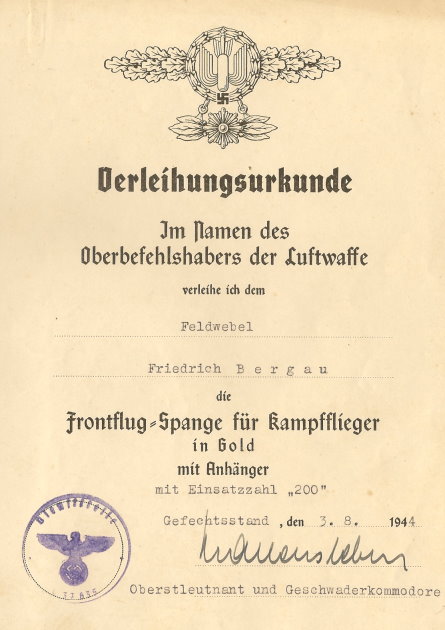 Verleihungsurkunde
Im Namen des
Oberbefehlshabers der Luftwaffe
verleihe ich dem
Feldwebel
Friedrich B e r g a u
die
Frontflug-Spange für Kampfflieger
in Gold
mit Anhänger
mit Einsatzzahl „200"
Gefechtsstand , den 3. 8. 1944
Oberstleutnant und Geschwaderkommodore